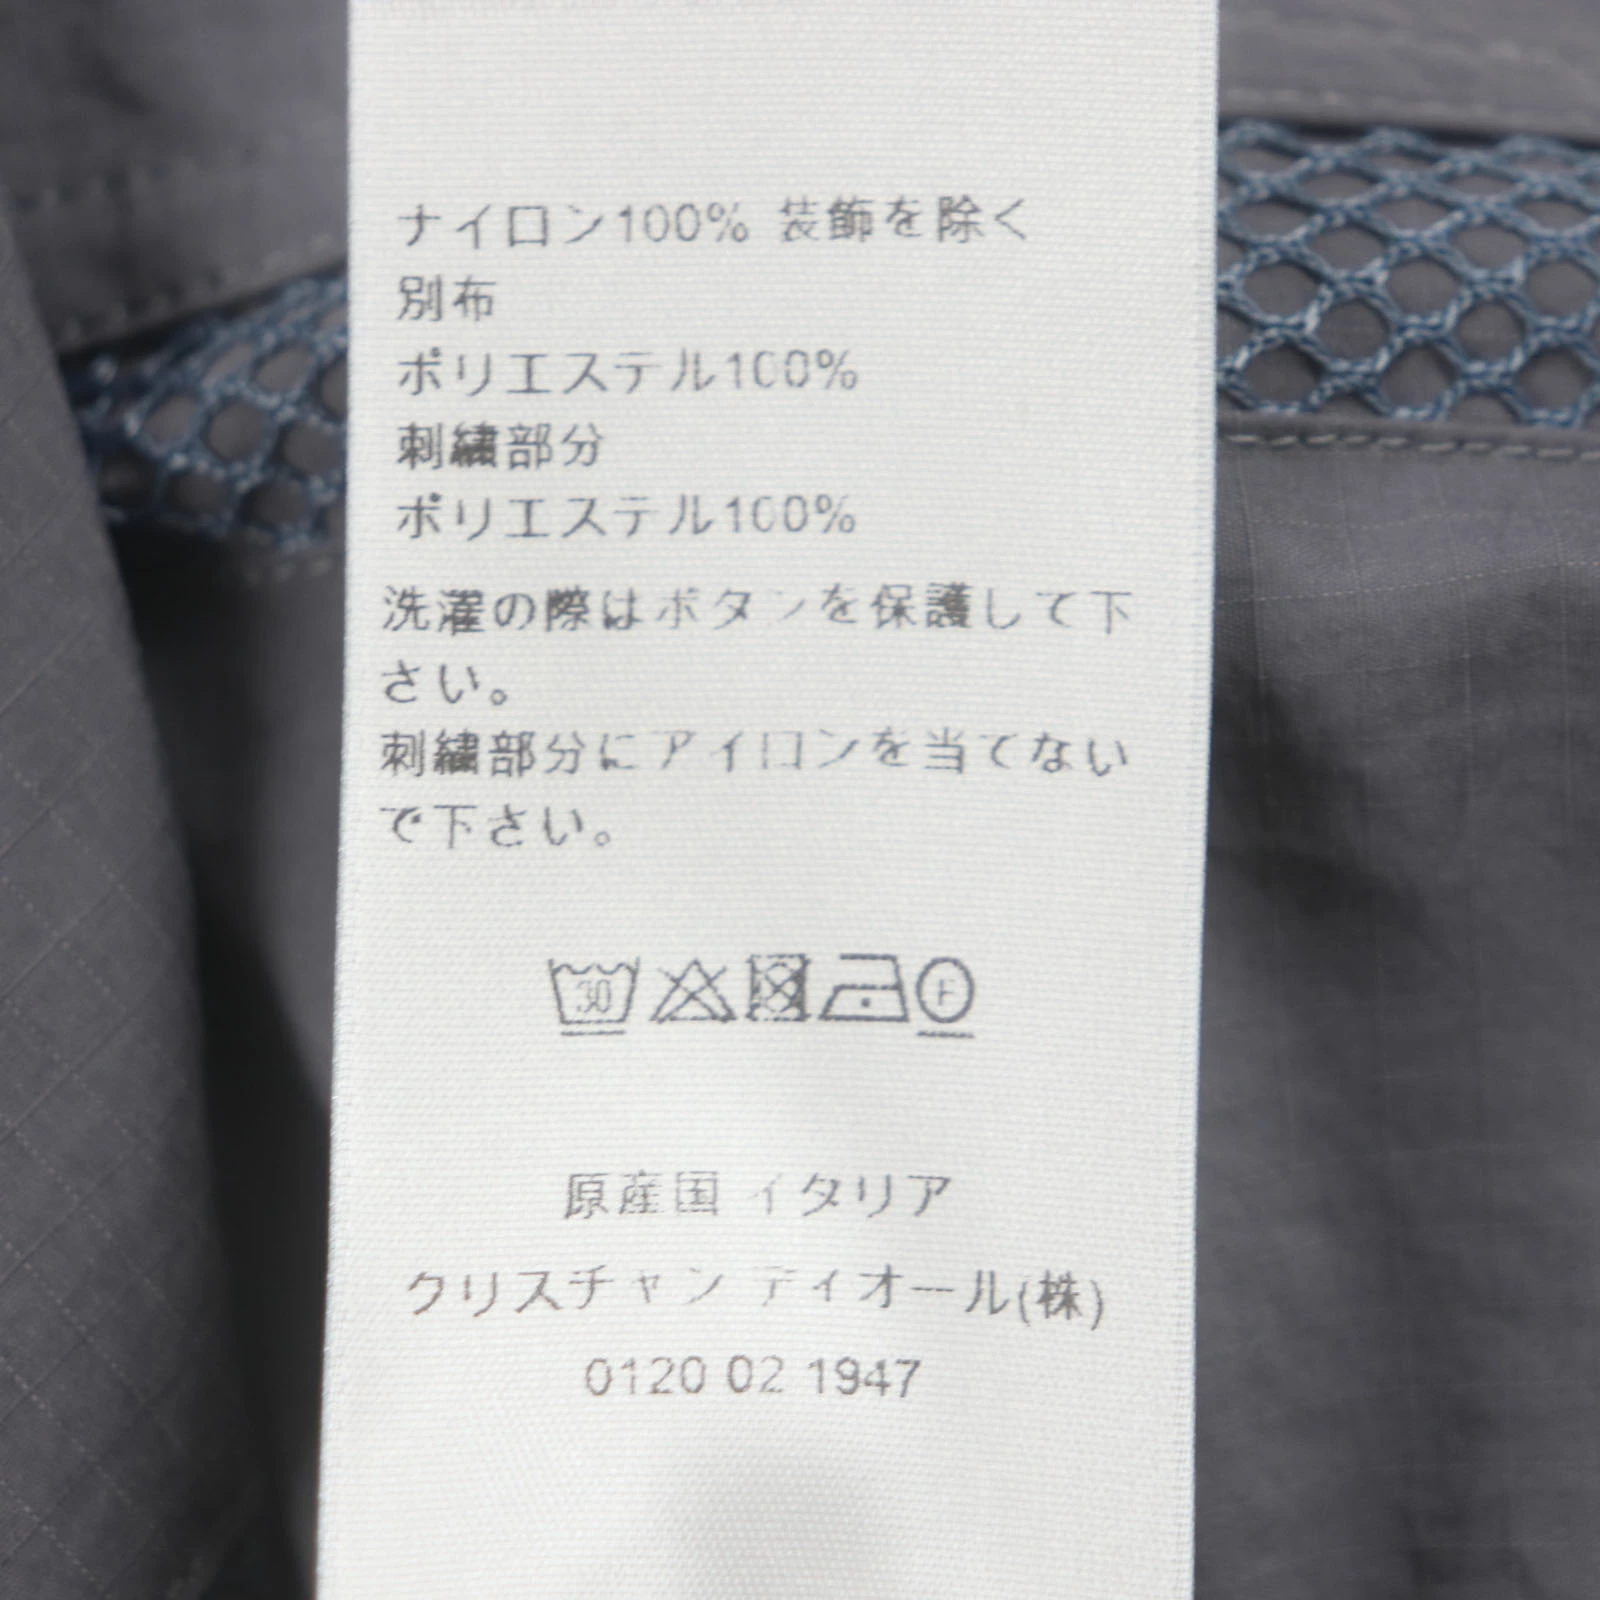 ナイロン100% 装飾を除く
別布
ポリエステル100%
刺繍部分
ポリエステル100%
洗濯の際はボタンを保護して下
さい。
刺繍部分にアイロンを当てない
で下さい。
30 F
原産国 イタリア
クリスチャン ディオール(株)
0120 02 1947